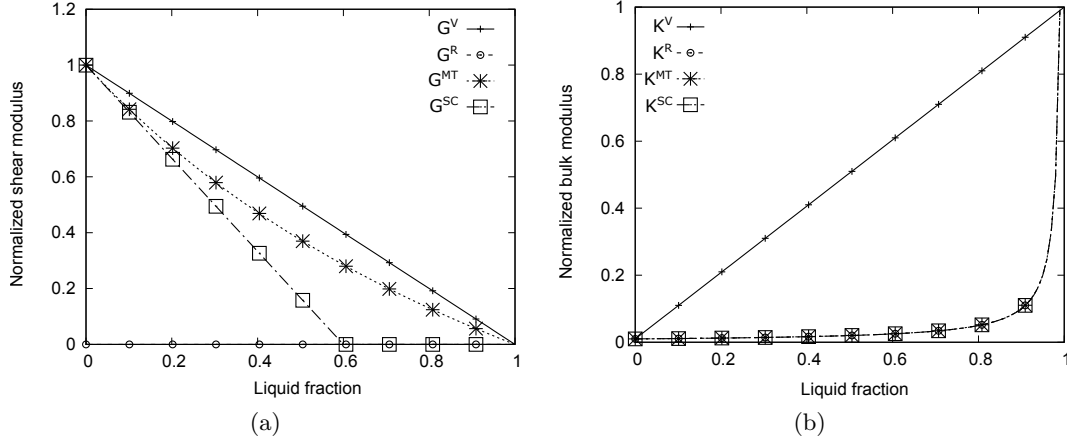 Normalized shear modulus
1.2
1
0.8
0.6
0.4
0.2
0
G^V
G^R
G^MT
G^SC
0 0.2 0.4 0.6 0.8 1
Liquid fraction
(a)
Normalized bulk modulus
1
0.8
0.6
0.4
0.2
0
K^V
K^R
K^MT
K^SC
0 0.2 0.4 0.6 0.8 1
Liquid fraction
(b)